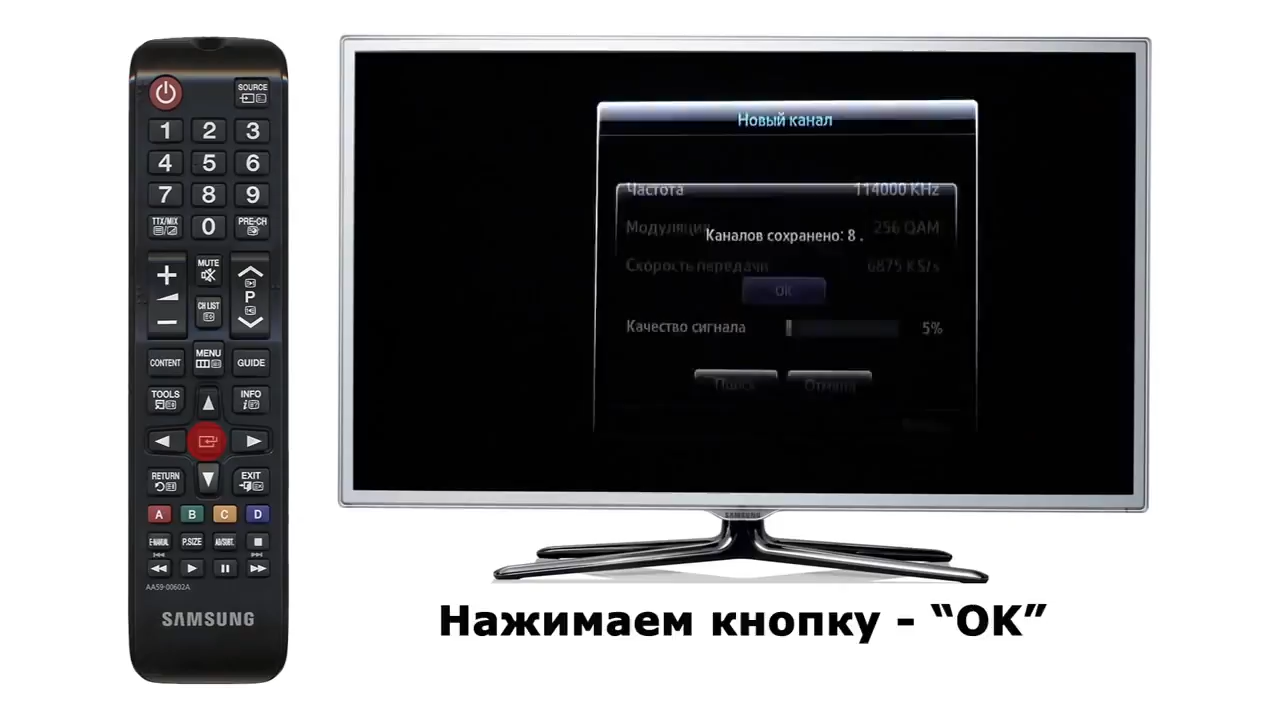 SOURCE
1 2 3
4 5 6
7 8 9
TTX/MIX 0 PRE-CH
MUTE
P
CH LIST
CONTENT MENU GUIDE
TOOLS INFO
RETURN EXIT
A B C D
E-MANUAL P.SIZE AD/SUBT.
AA59-00602A
SAMSUNG
Новый канал
Частота 114000 KHz
Модуляция 256 QAM
Каналов сохранено: 8 .
Скорость передачи 6875 KS/s
ok
Качество сигнала 5%
Поиск Отмена
SAMSUNG
Нажимаем кнопку - “OK”